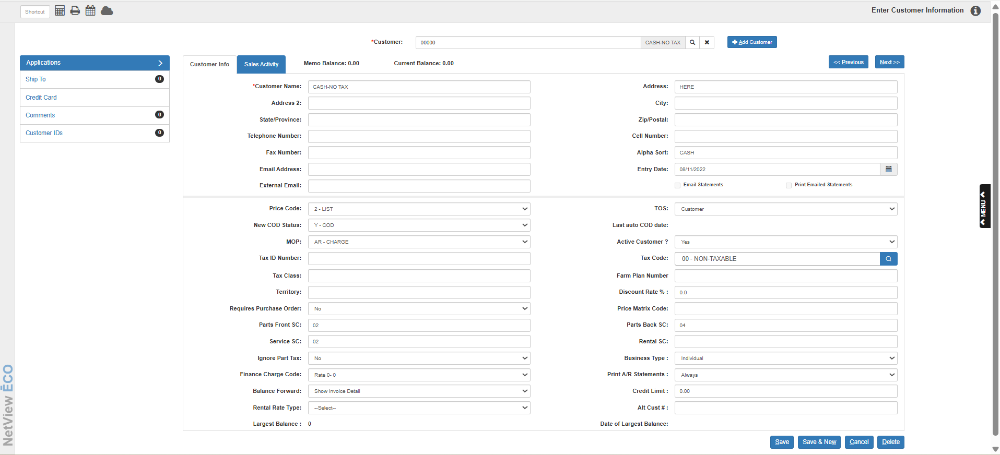 Shortcut
Enter Customer Information
*Customer: 00000 CASH-NO TAX Add Customer
Applications
Ship To 0
Credit Card
Comments 0
Customer IDs 0
Customer Info Sales Activity Memo Balance: 0.00 Current Balance: 0.00 << Previous Next >>
*Customer Name: CASH-NO TAX Address: HERE
Address 2: City:
State/Province: Zip/Postal:
Telephone Number: Cell Number:
Fax Number: Alpha Sort: CASH
Email Address: Entry Date: 08/11/2022
External Email: Email Statements Print Emailed Statements
Price Code: 2 - LIST TOS: Customer
New COD Status: Y - COD Last auto COD date:
MOP: AR - CHARGE Active Customer ? Yes
Tax ID Number: Tax Code: 00 - NON-TAXABLE
Tax Class: Farm Plan Number
Territory: Discount Rate % : 0.0
Requires Purchase Order: No Price Matrix Code:
Parts Front SC: 02 Parts Back SC: 04
Service SC: 02 Rental SC:
Ignore Part Tax: No Business Type : Individual
Finance Charge Code: Rate 0- 0 Print A/R Statements : Always
Balance Forward: Show Invoice Detail Credit Limit : 0.00
Rental Rate Type: --Select-- Alt Cust # :
Largest Balance : 0 Date of Largest Balance:
Save Save & New Cancel Delete
MENU
NetView ĒCO